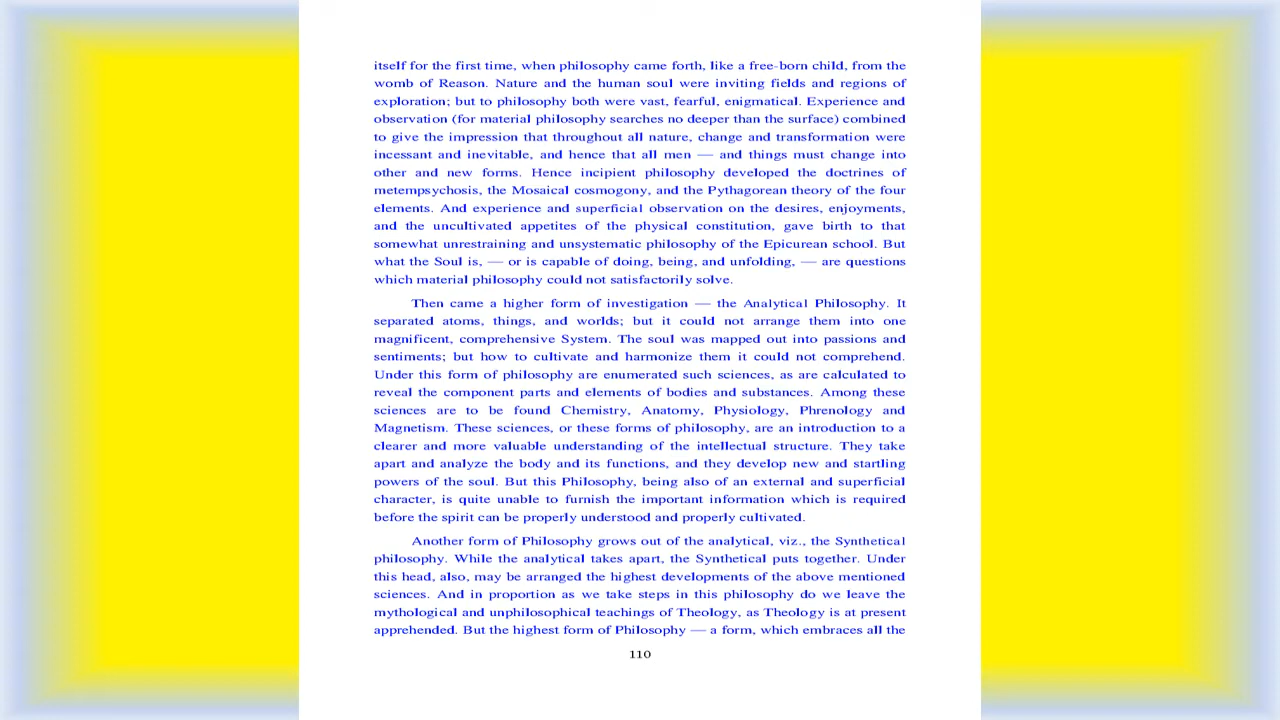 itself for the first time, when philosophy came forth, like a free-born child, from the
womb of Reason. Nature and the human soul were inviting fields and regions of
exploration; but to philosophy both were vast, fearful, enigmatical. Experience and
observation (for material philosophy searches no deeper than the surface) combined
to give the impression that throughout all nature, change and transformation were
incessant and inevitable, and hence that all men — and things must change into
other and new forms. Hence incipient philosophy developed the doctrines of
metempsychosis, the Mosaical cosmogony, and the Pythagorean theory of the four
elements. And experience and superficial observation on the desires, enjoyments,
and the uncultivated appetites of the physical constitution, gave birth to that
somewhat unrestraining and unsystematic philosophy of the Epicurean school. But
what the Soul is, — or is capable of doing, being, and unfolding, — are questions
which material philosophy could not satisfactorily solve.
Then came a higher form of investigation — the Analytical Philosophy. It
separated atoms, things, and worlds; but it could not arrange them into one
magnificent, comprehensive System. The soul was mapped out into passions and
sentiments; but how to cultivate and harmonize them it could not comprehend.
Under this form of philosophy are enumerated such sciences, as are calculated to
reveal the component parts and elements of bodies and substances. Among these
sciences are to be found Chemistry, Anatomy, Physiology, Phrenology and
Magnetism. These sciences, or these forms of philosophy, are an introduction to a
clearer and more valuable understanding of the intellectual structure. They take
apart and analyze the body and its functions, and they develop new and startling
powers of the soul. But this Philosophy, being also of an external and superficial
character, is quite unable to furnish the important information which is required
before the spirit can be properly understood and properly cultivated.
Another form of Philosophy grows out of the analytical, viz., the Synthetical
philosophy. While the analytical takes apart, the Synthetical puts together. Under
this head, also, may be arranged the highest developments of the above mentioned
sciences. And in proportion as we take steps in this philosophy do we leave the
mythological and unphilosophical teachings of Theology, as Theology is at present
apprehended. But the highest form of Philosophy — a form, which embraces all the
110